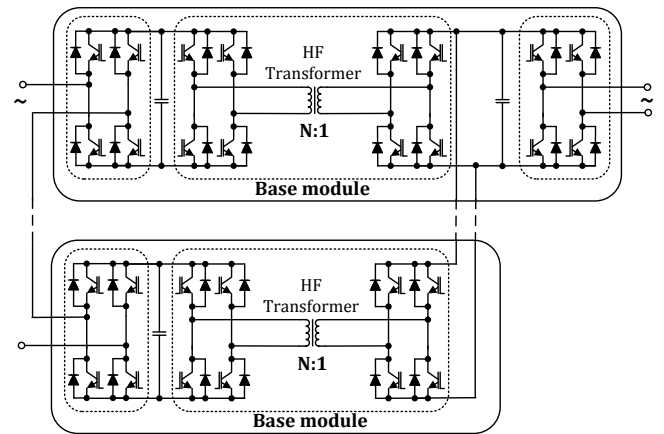 HF
Transformer
N:1
~
~
Base module
HF
Transformer
N:1
Base module